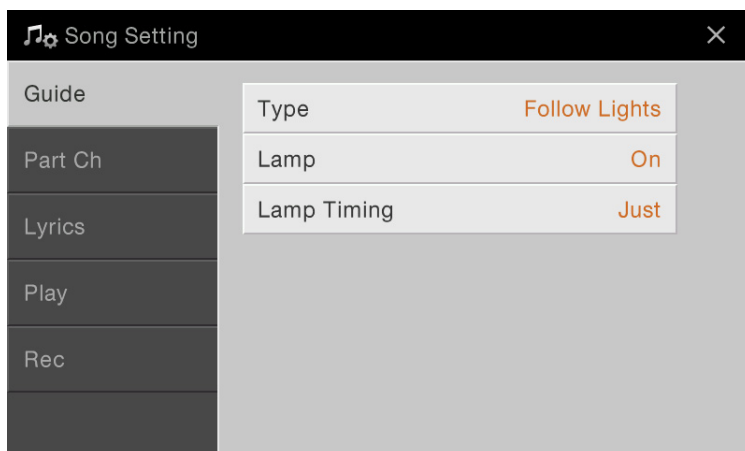 Song Setting
Guide
Type Follow Lights
Part Ch
Lamp On
Lamp Timing Just
Lyrics
Play
Rec